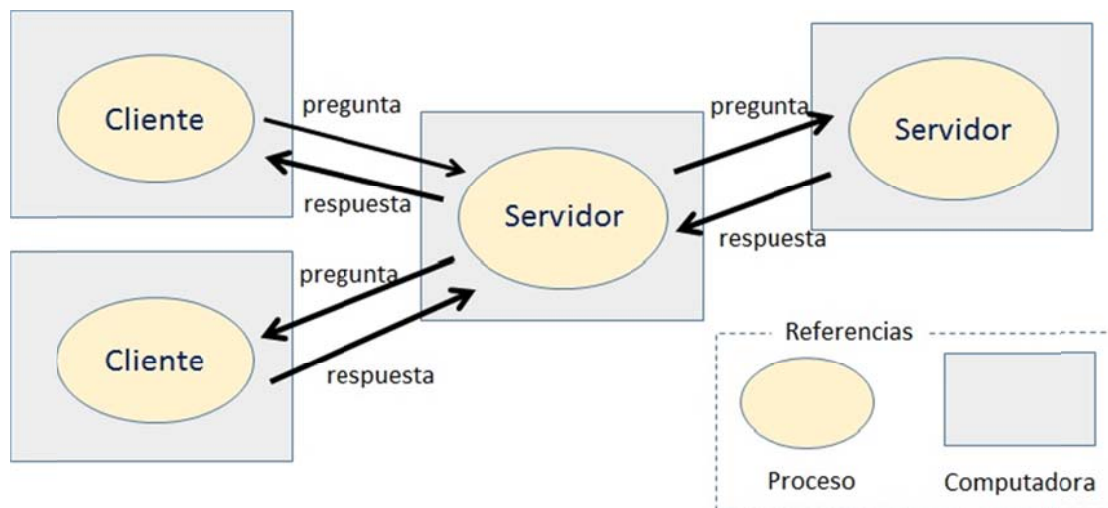 Cliente
pregunta
respuesta
Servidor
pregunta
respuesta
Servidor
Cliente
pregunta
respuesta
Referencias
Proceso
Computadora